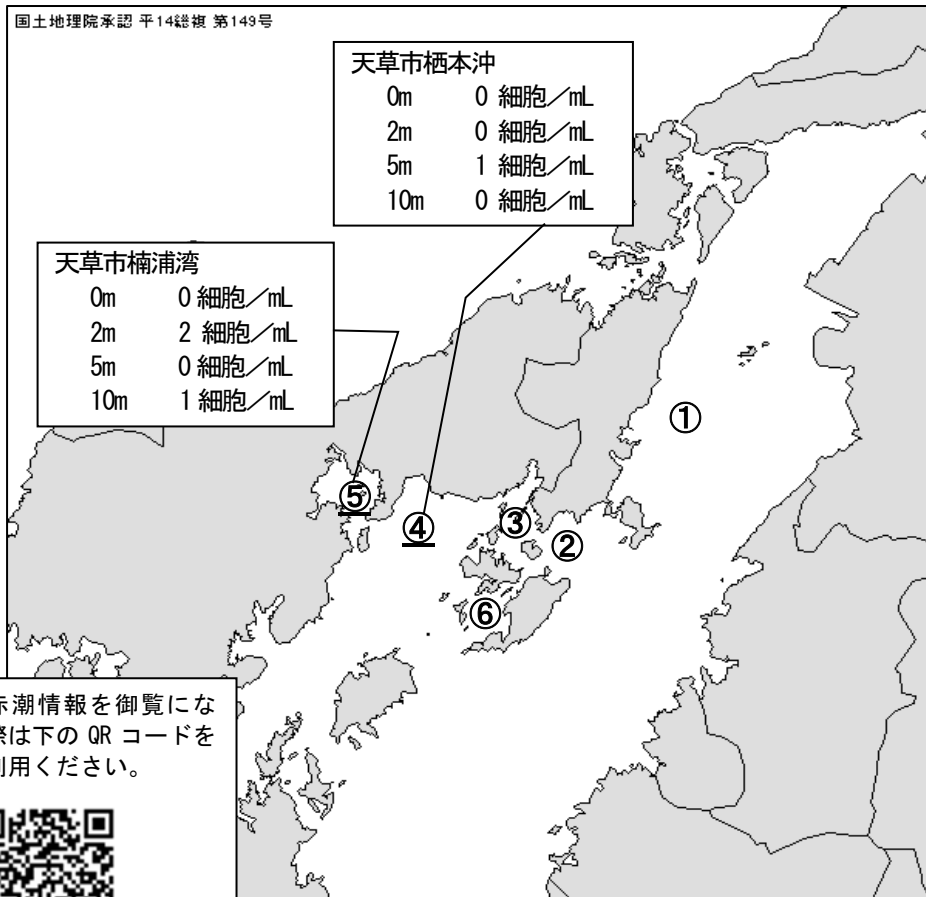 国土地理院承認 平14総複 第149号
天草市栖本沖
0m 0 細胞/mL
2m 0 細胞/mL
5m 1 細胞/mL
10m 0 細胞/mL
天草市楠浦湾
0m 0 細胞/mL
2m 2 細胞/mL
5m 0 細胞/mL
10m 1 細胞/mL
①
⑤
④
③
②
⑥
赤潮情報を御覧にな
際は下の QR コードを
利用ください。